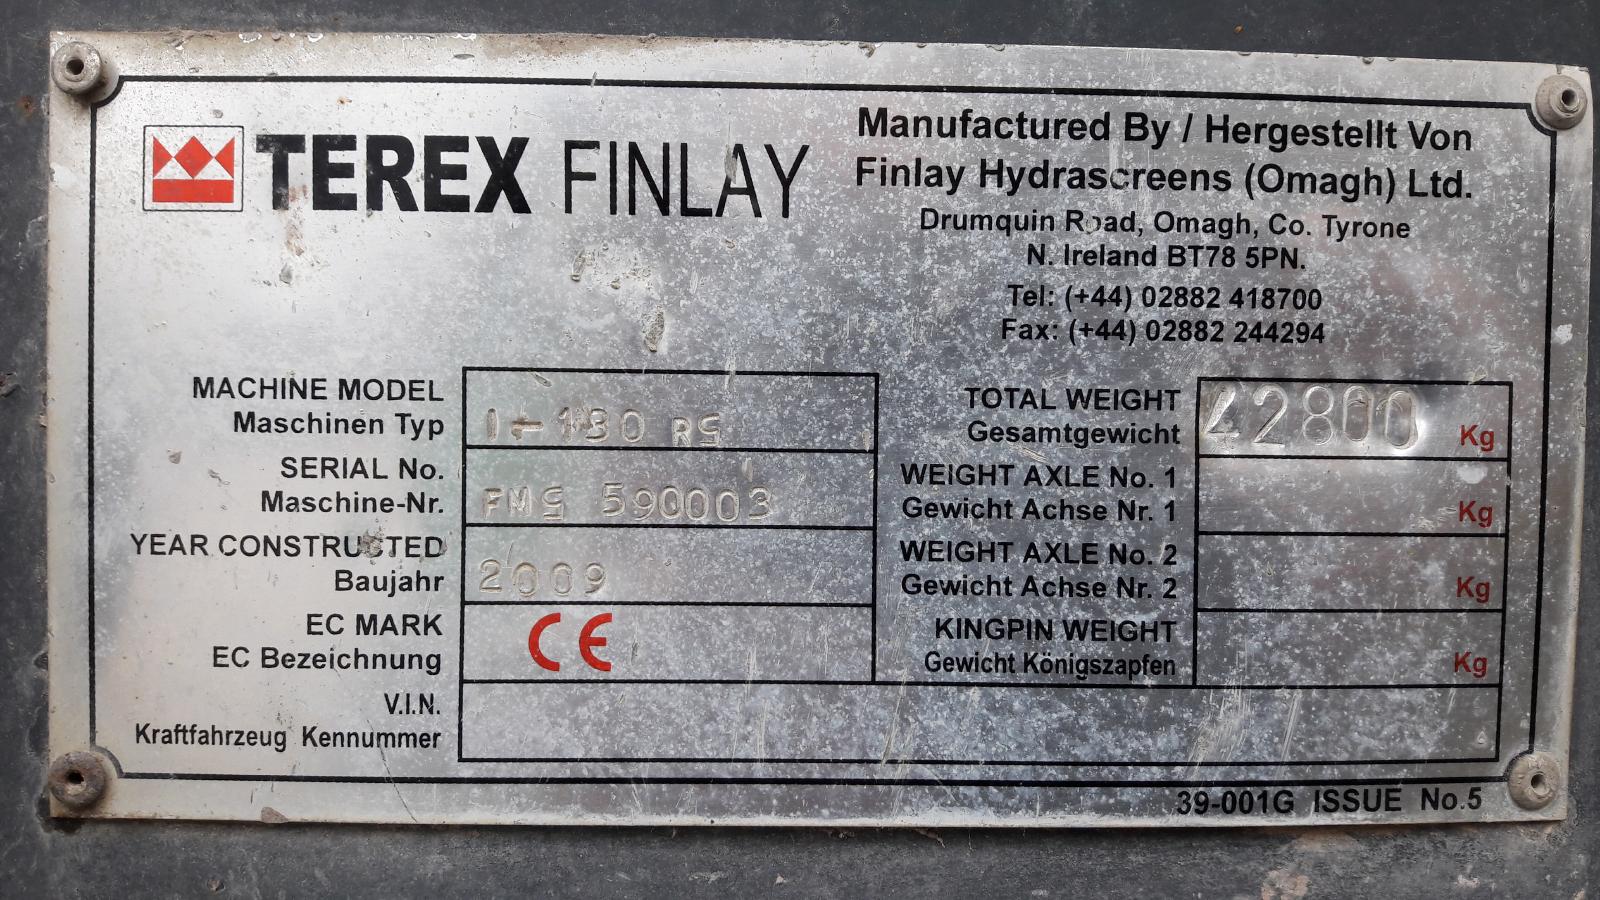 TEREX FINLAY
Manufactured By / Hergestellt Von
Finlay Hydrascreens (Omagh) Ltd.
Drumquin Road, Omagh, Co. Tyrone
N. Ireland BT78 5PN.
Tel: (+44) 02882 418700
Fax: (+44) 02882 244294
MACHINE MODEL
Maschinen Typ
I-130 RS
SERIAL No.
Maschine-Nr.
FMS 590003
YEAR CONSTRUCTED
Baujahr
2009
EC MARK
EC Bezeichnung
CE
V.I.N.
Kraftfahrzeug Kennummer
TOTAL WEIGHT
Gesamtgewicht
42800 Kg
WEIGHT AXLE No. 1
Gewicht Achse Nr. 1
Kg
WEIGHT AXLE No. 2
Gewicht Achse Nr. 2
Kg
KINGPIN WEIGHT
Gewicht Königszapfen
Kg
39-001G ISSUE No.5